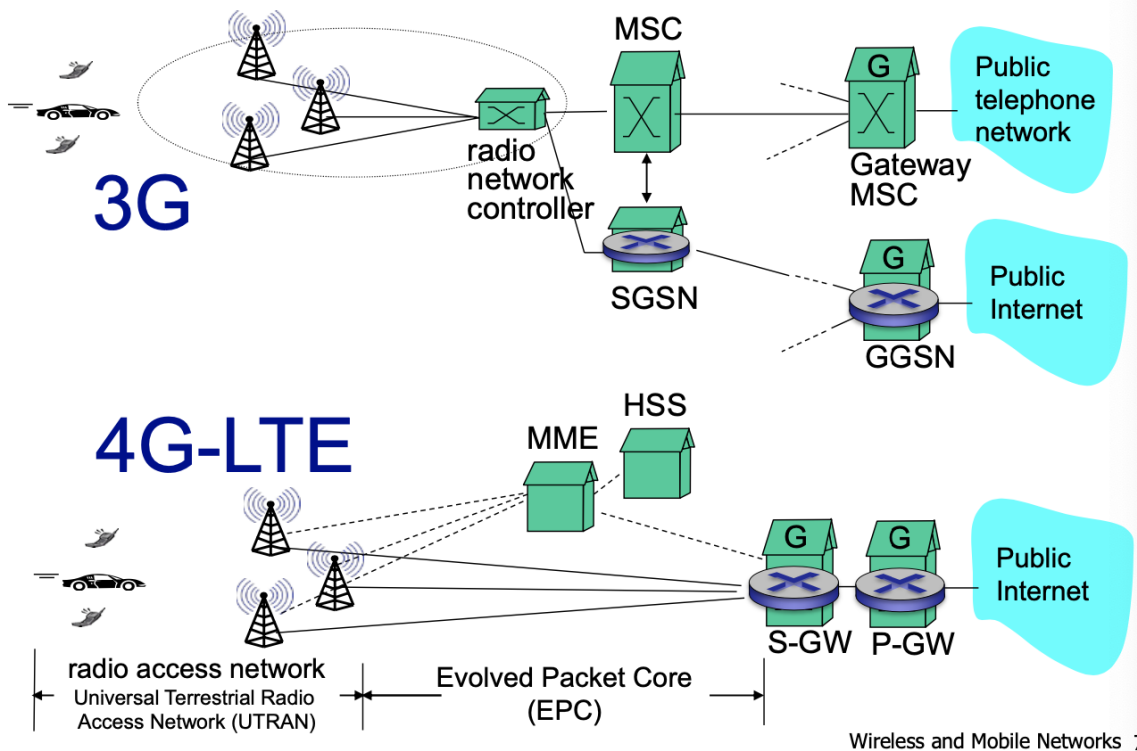 MSC
G
Public
telephone
network
radio
network
controller
Gateway
MSC
3G
SGSN
G
Public
Internet
GGSN
4G-LTE
HSS
MME
G
G
Public
Internet
S-GW
P-GW
radio access network
Universal Terrestrial Radio
Access Network (UTRAN)
Evolved Packet Core
(EPC)
Wireless and Mobile Networks